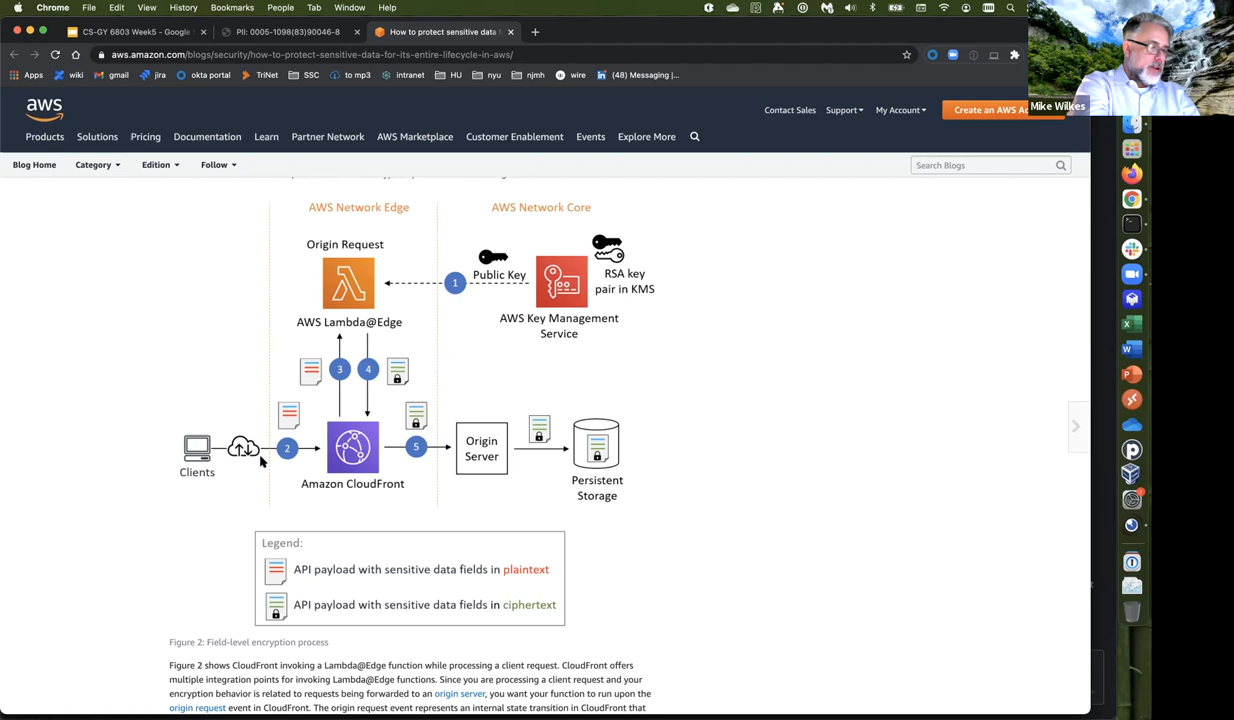 Chrome File Edit View History Bookmarks People Tab Window Help
CS-GY 6803 Week5 - Google
PII: 0005-1098(83)90046-8
How to protect sensitive data
aws.amazon.com/blogs/security/how-to-protect-sensitive-data-for-its-entire-lifecycle-in-aws/
Apps wiki gmail jira okta portal TriNet SSC to mp3 intranet HU nyu njmh wire (48) Messaging |...
Mike Wilkes
aws
Contact Sales Support My Account Create an AWS Ac
Products Solutions Pricing Documentation Learn Partner Network AWS Marketplace Customer Enablement Events Explore More
Blog Home Category Edition Follow Search Blogs
AWS Network Edge AWS Network Core
Origin Request
Public Key
1
RSA key
pair in KMS
AWS Lambda@Edge
AWS Key Management
Service
3 4
2
5
Origin
Server
Clients
Amazon CloudFront
Persistent
Storage
Legend:
API payload with sensitive data fields in plaintext
API payload with sensitive data fields in ciphertext
Figure 2: Field-level encryption process
Figure 2 shows CloudFront invoking a Lambda@Edge function while processing a client request. CloudFront offers
multiple integration points for invoking Lambda@Edge functions. Since you are processing a client request and your
encryption behavior is related to requests being forwarded to an origin server, you want your function to run upon the
origin request event in CloudFront. The origin request event represents an internal state transition in CloudFront that